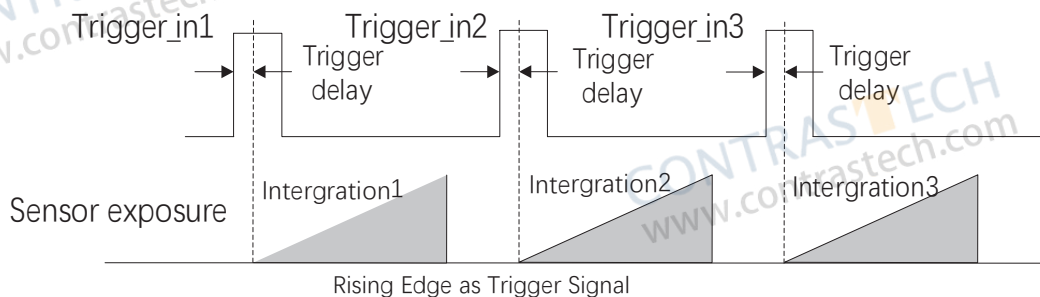 Trigger_in1 Trigger_in2 Trigger_in3
Trigger delay
Trigger delay
Trigger delay
Sensor exposure
Intergration1 Intergration2 Intergration3
Rising Edge as Trigger Signal
CONTRASTECH
www.contrastech.com